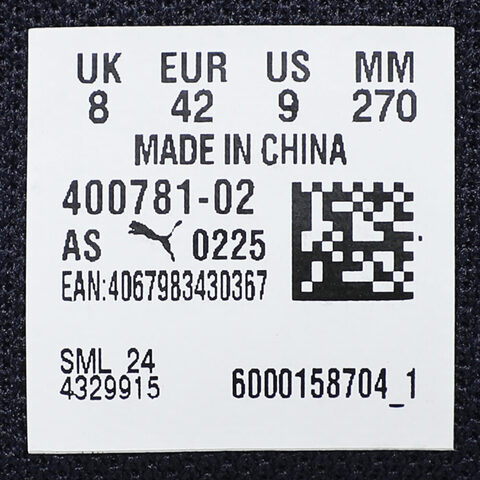 UK EUR US MM
8 42 9 270
MADE IN CHINA
400781-02
AS 0225
EAN:4067983430367
SML 24
4329915
6000158704_1